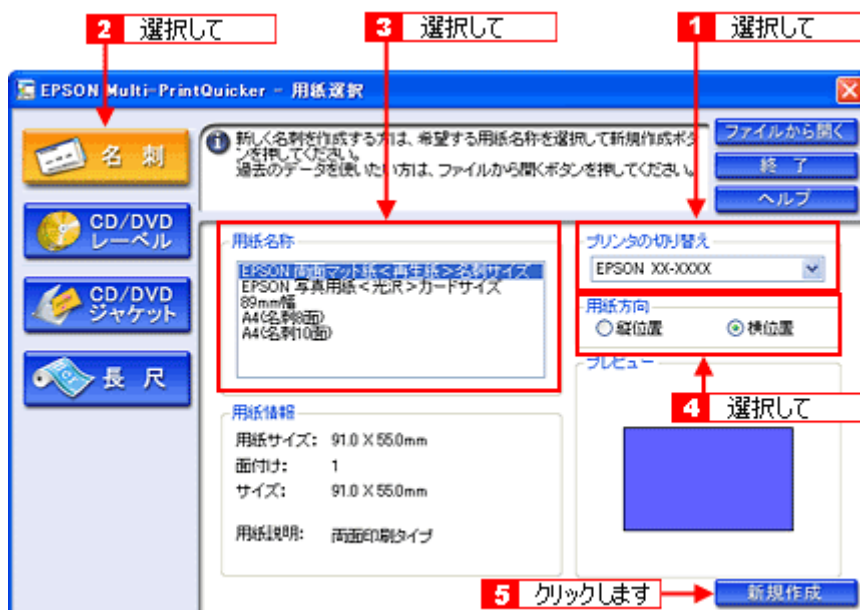 2 選択して
3 選択して
1 選択して
EPSON Multi-PrintQuicker - 用紙選択
名 刺
CD/DVD
レーベル
CD/DVD
ジャケット
長 尺
新しく名刺を作成する方は、希望する用紙名称を選択して新規作成ボタ
ンを押してください。
過去のデータを使いたい方は、ファイルから開くボタンを押してください。
ファイルから開く
終 了
ヘルプ
用紙名称
EPSON 両面マット紙<再生紙>名刺サイズ
EPSON 写真用紙<光沢>カードサイズ
89mm幅
A4(名刺8面)
A4(名刺10面)
プリンタの切り替え
EPSON XX-XXXX
用紙方向
縦位置
横位置
プレビュー
4 選択して
用紙情報
用紙サイズ: 91.0 X 55.0mm
面付け: 1
サイズ: 91.0 X 55.0mm
用紙説明: 両面印刷タイプ
5 クリックします
新規作成